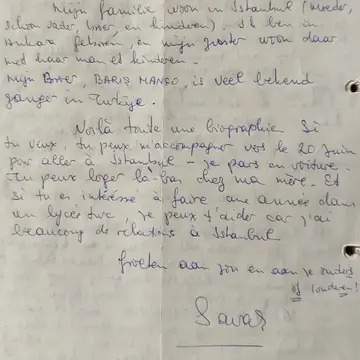 Mijn familie woon in Istanbul (moeder,
schoon vader, broer, en kinderen). Ik ben in
Ankara geboren, en mijn zuster woon daar
met haar man et kinderen.
Mijn Broer, BARIŞ MANÇO, is veel bekend
zanger in Turkije.
Voilà toute une biographie. Si
tu veux, tu peux m'accompagner vers le 20 juin
pour aller à Istanbul - je pars en voiture.
Tu peux loger là-bas chez ma mère. Et
si tu es intéressé à faire une année dans
un lycée turc, je peux t'aider car j'ai
beaucoup de relations à Istanbul
Groeten aan jou en aan je ouders
Savaş